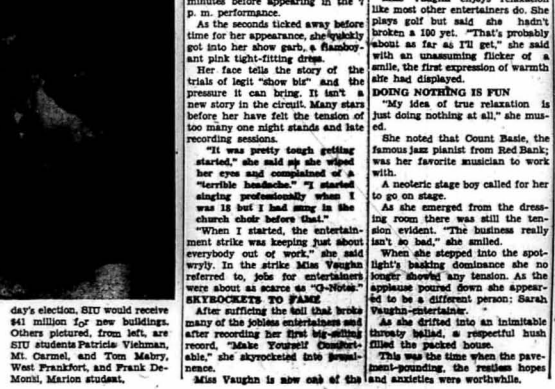 minutes before appearing in the 7
p. m. performance.
As the seconds ticked away before
time for her appearance, she quickly
got into her show garb, a flamboy-
ant pink tight-fitting dress.
Her face tells the story of the
trials of legit "show biz" and the
pressure it can bring. It isn't a
new story in the circuit. Many stars
before her have felt the tension of
too many one night stands and late
recording sessions.
"It was pretty tough getting
started," she said as she wiped
her eyes and complained of a
"terrible headache." "I started
singing professionally when I
was 18 but I had sung in the
church choir before that."
"When I started, the entertain-
ment strike was keeping just about
everybody out of work," she said
wryly. In the strike Miss Vaughn
referred to, jobs for entertainers
were about as scarce as "G-Notes."
SKYROCKETS TO FAME
After sufficing the toil that broke
many of the jobless entertainers and
after recording her first big-selling
record, "Make Yourself Comfort-
able," she skyrocketed into promi-
nence.
Miss Vaughn is now one of the
like most other entertainers do. She
plays golf but said she hadn't
broken a 100 yet. "That's probably
about as far as I'll get," she said
with an unassuming flicker of a
smile, the first expression of warmth
she had displayed.
DOING NOTHING IS FUN
"My idea of true relaxation is
just doing nothing at all," she mus-
ed.
She noted that Count Basie, the
famous jazz pianist from Red Bank;
was her favorite musician to work
with.
A neoteric stage boy called for her
to go on stage.
As she emerged from the dress-
ing room there was still the ten-
sion evident. "The business really
isn't so bad," she smiled.
When she stepped into the spot-
light's basking dominance she no
longer showed any tension. As the
applause poured down she appear-
ed to be a different person; Sarah
Vaughn-entertainer.
As she drifted into an inimitable
throaty ballad, a respectful hush
filled the packed house.
This was the time when the pave-
ment-pounding, the restless hopes
and anxieties were worthwhile.
day's election, SIU would receive
$41 million for new buildings.
Others pictured, from left, are
SIU students Patricia Viehman,
Mt. Carmel, and Tom Mabry,
West Frankfort, and Frank De-
Monhl, Marion student.